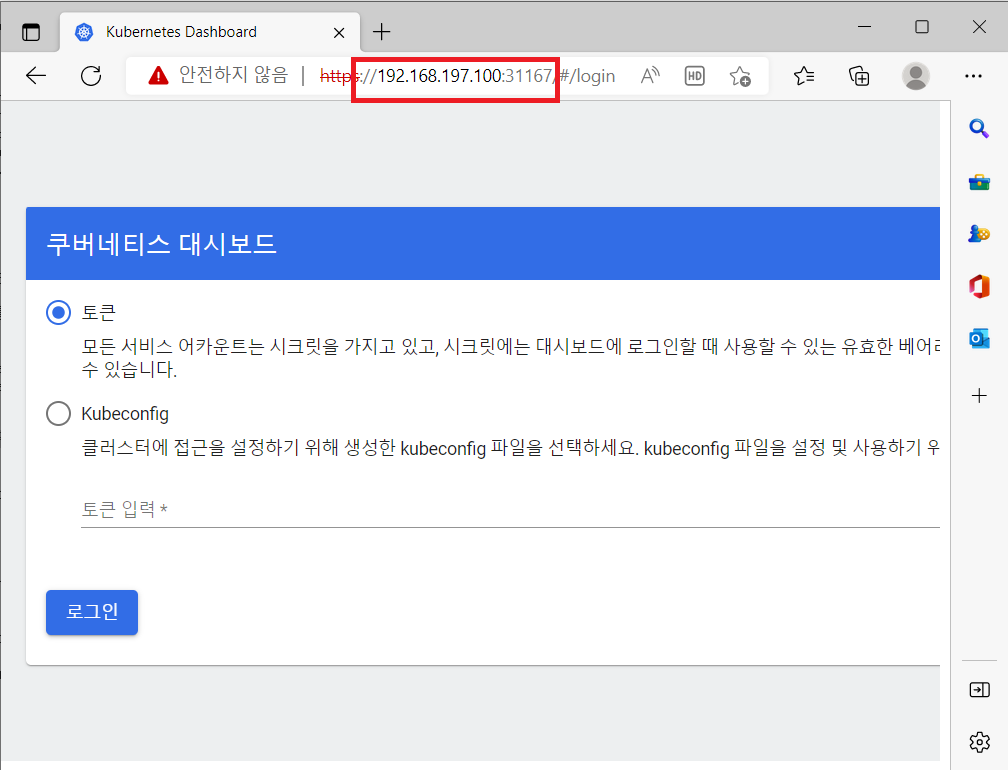 Kubernetes Dashboard
안전하지 않음 | https://192.168.197.100:31167/#/login
HD
쿠버네티스 대시보드
토큰
모든 서비스 어카운트는 시크릿을 가지고 있고, 시크릿에는 대시보드에 로그인할 때 사용할 수 있는 유효한 베어러
수 있습니다.
Kubeconfig
클러스터에 접근을 설정하기 위해 생성한 kubeconfig 파일을 선택하세요. kubeconfig 파일을 설정 및 사용하기 위
토큰 입력 *
로그인